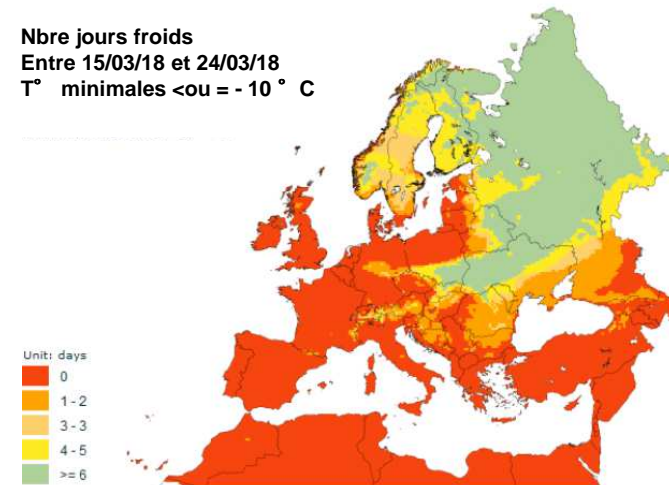 Nbre jours froids
Entre 15/03/18 et 24/03/18
T° minimales <ou = - 10 ° C
Unit: days
0
1 - 2
3 - 3
4 - 5
>= 6